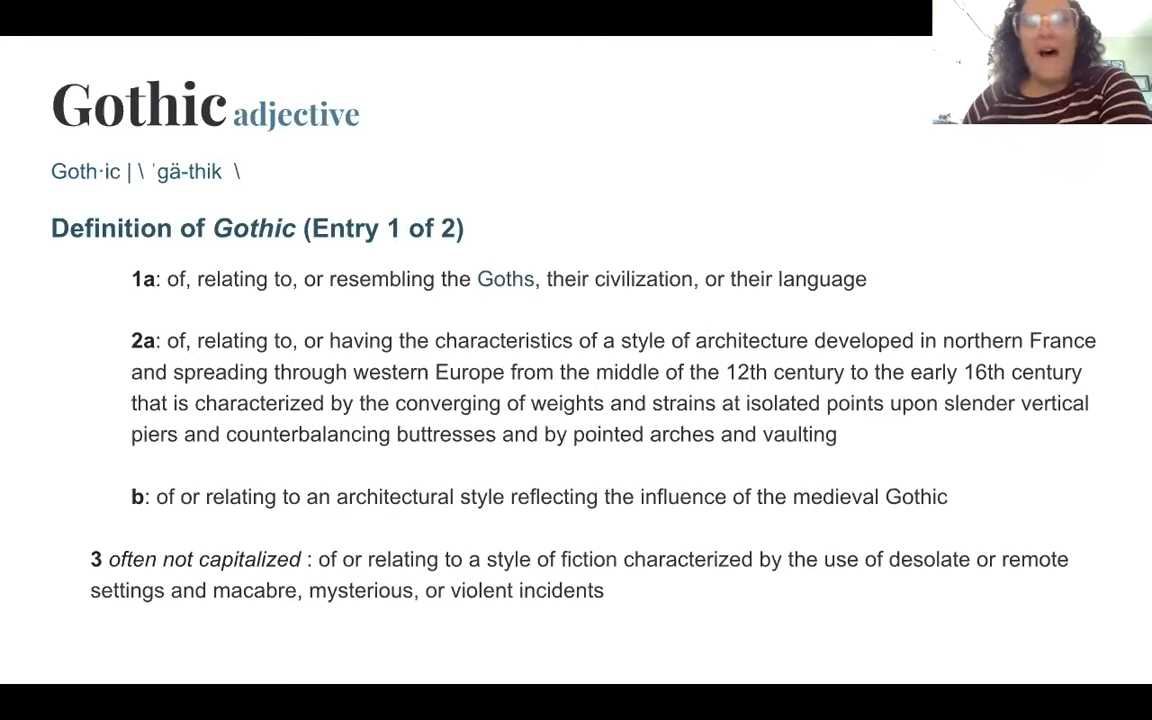 Gothic adjective
Goth·ic | \ ˈgä-thik \
Definition of Gothic (Entry 1 of 2)
1a: of, relating to, or resembling the Goths, their civilization, or their language
2a: of, relating to, or having the characteristics of a style of architecture developed in northern France
and spreading through western Europe from the middle of the 12th century to the early 16th century
that is characterized by the converging of weights and strains at isolated points upon slender vertical
piers and counterbalancing buttresses and by pointed arches and vaulting
b: of or relating to an architectural style reflecting the influence of the medieval Gothic
3 often not capitalized : of or relating to a style of fiction characterized by the use of desolate or remote
settings and macabre, mysterious, or violent incidents